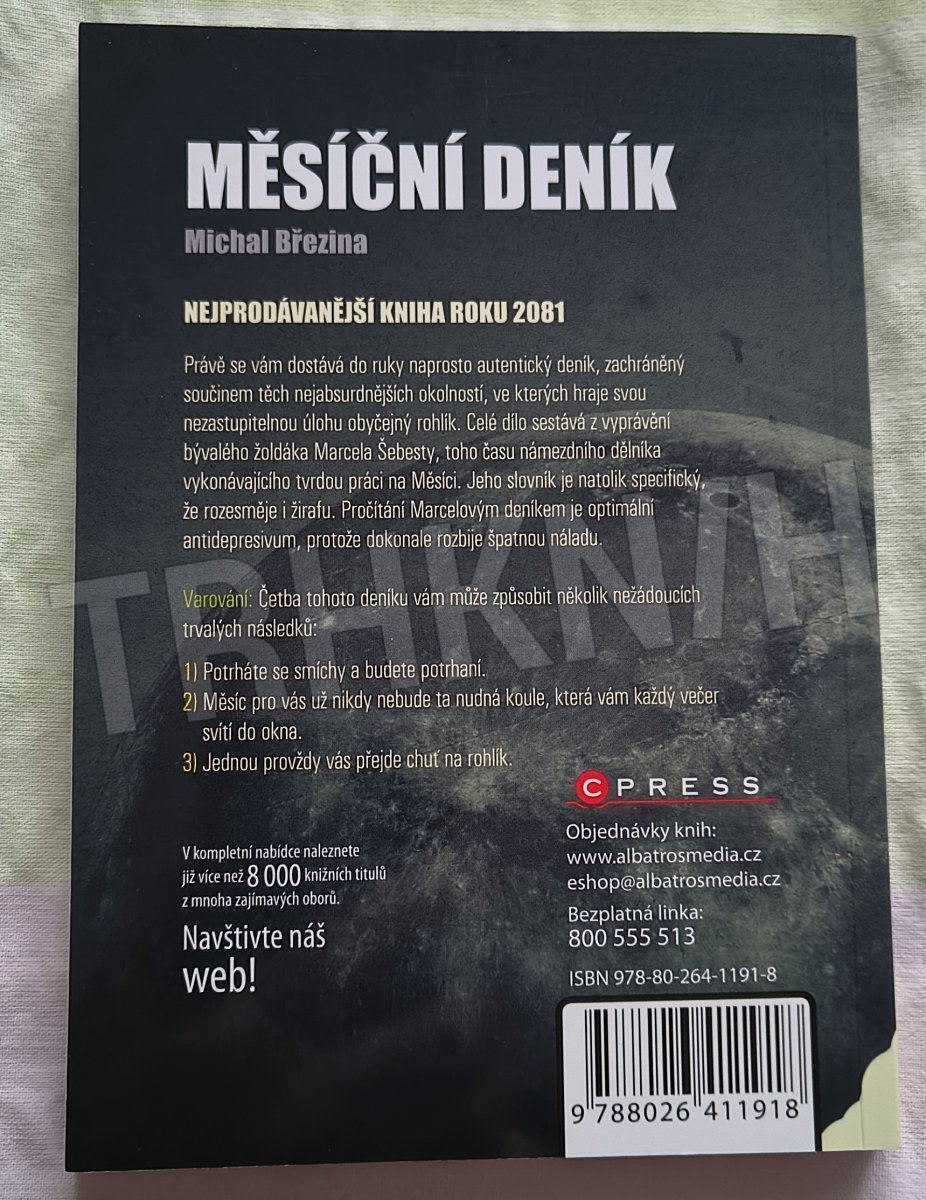 MĚSÍČNÍ DENÍK
Michal Březina
NEJPRODÁVANĚJŠÍ KNIHA ROKU 2081
Právě se vám dostává do ruky naprosto autentický deník, zachráněný
součinem těch nejabsurdnějších okolností, ve kterých hraje svou
nezastupitelnou úlohu obyčejný rohlík. Celé dílo sestává z vyprávění
bývalého žoldáka Marcela Šebesty, toho času námezdního dělníka
vykonávajícího tvrdou práci na Měsíci. Jeho slovník je natolik specifický,
že rozesměje i žirafu. Pročítání Marcelovým deníkem je optimální
antidepresivum, protože dokonale rozbije špatnou náladu.
Varování: Četba tohoto deníku vám může způsobit několik nežádoucích
trvalých následků:
1) Potrháte se smíchy a budete potrhaní.
2) Měsíc pro vás už nikdy nebude ta nudná koule, která vám každý večer
svítí do okna.
3) Jednou provždy vás přejde chuť na rohlík.
TRHKNIH
V kompletní nabídce naleznete
již více než 8 000 knižních titulů
z mnoha zajímavých oborů.
Navštivte náš
web!
CPRESS
Objednávky knih:
www.albatrosmedia.cz
eshop@albatrosmedia.cz
Bezplatná linka:
800 555 513
ISBN 978-80-264-1191-8
9 788026 411918